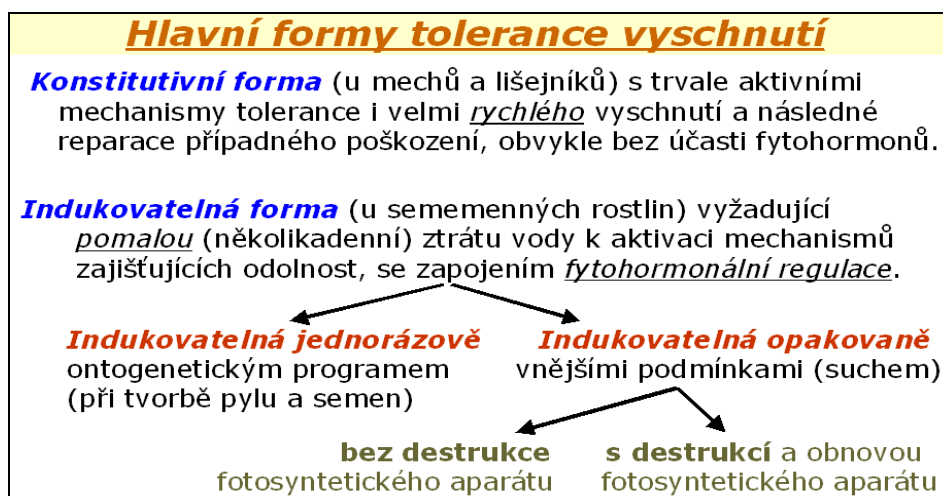 Hlavní formy tolerance vyschnutí
Konstitutivní forma (u mechů a lišejníků) s trvale aktivními
mechanismy tolerance i velmi rychlého vyschnutí a následné
reparace případného poškození, obvykle bez účasti fytohormonů.
Indukovatelná forma (u sememenných rostlin) vyžadující
pomalou (několikadenní) ztrátu vody k aktivaci mechanismů
zajišťujících odolnost, se zapojením fytohormonální regulace.
Indukovatelná jednorázově
ontogenetickým programem
(při tvorbě pylu a semen)
Indukovatelná opakovaně
vnějšími podmínkami (suchem)
bez destrukce
fotosyntetického aparátu
s destrukcí a obnovou
fotosyntetického aparátu